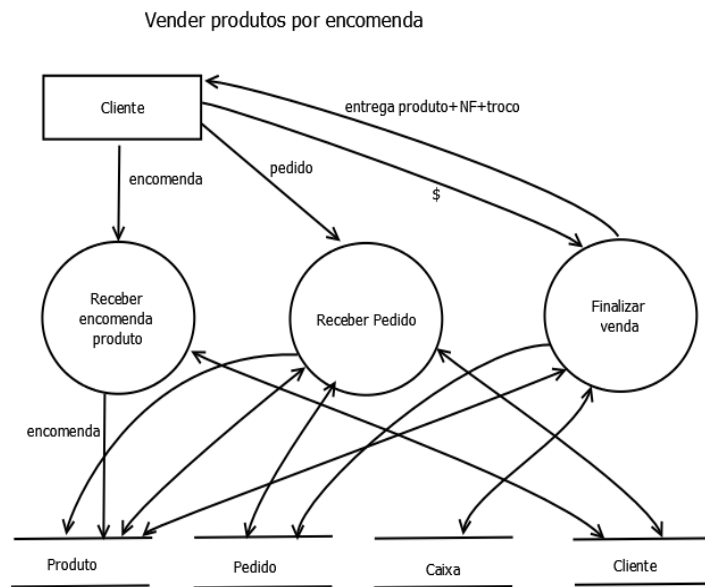 Vender produtos por encomenda
Cliente
entrega produto+NF+troco
encomenda
pedido
$
Receber
encomenda
produto
Receber Pedido
Finalizar
venda
encomenda
Produto
Pedido
Caixa
Cliente